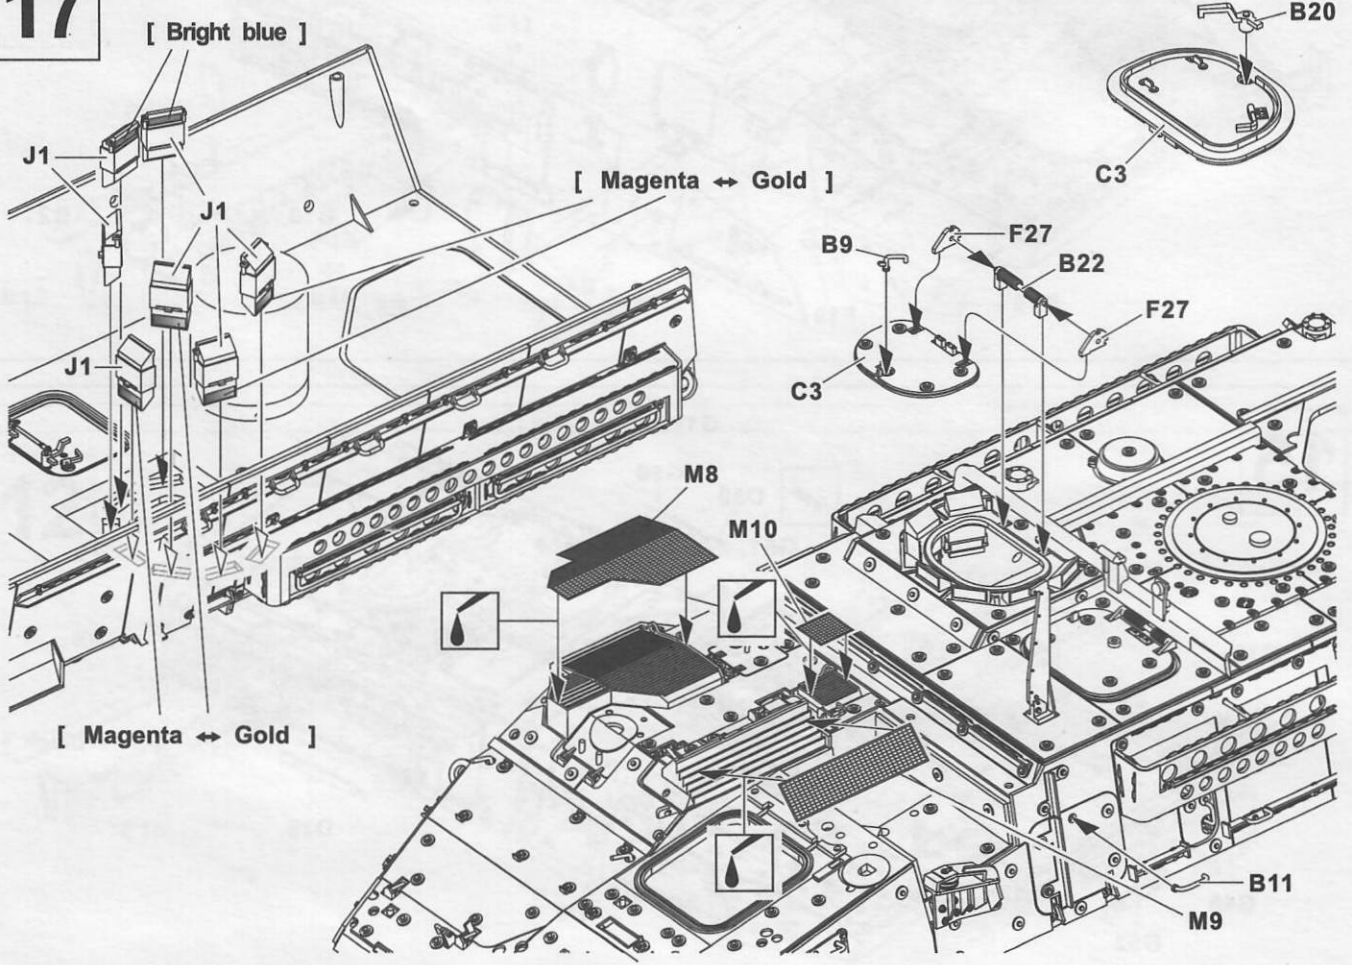 17
[ Bright blue ]
B20
J1
C3
[ Magenta ↔ Gold ]
J1
B9
F27
B22
F27
J1
C3
M8
M10
[ Magenta ↔ Gold ]
B11
M9